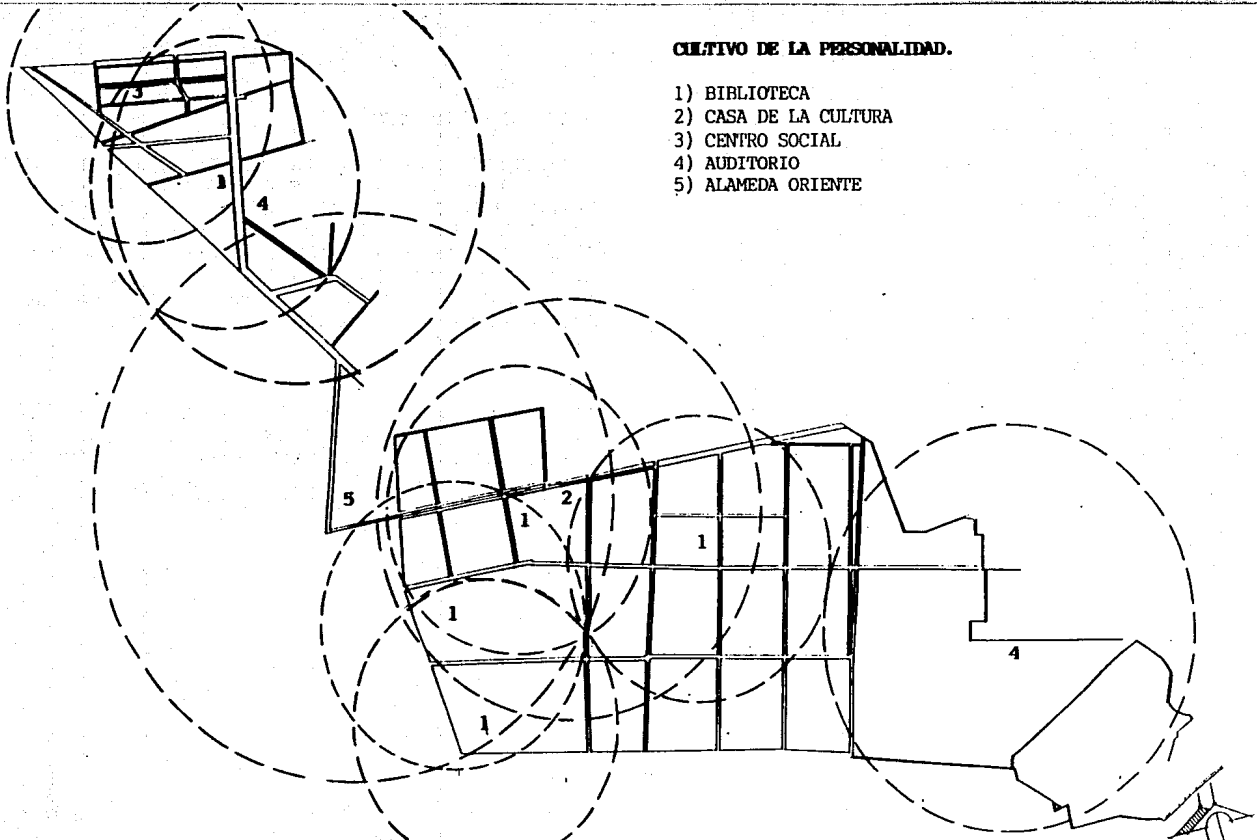 CULTIVO DE LA PERSONALIDAD.
1) BIBLIOTECA
2) CASA DE LA CULTURA
3) CENTRO SOCIAL
4) AUDITORIO
5) ALAMEDA ORIENTE
3
1
4
5
2
1
1
1
4
1